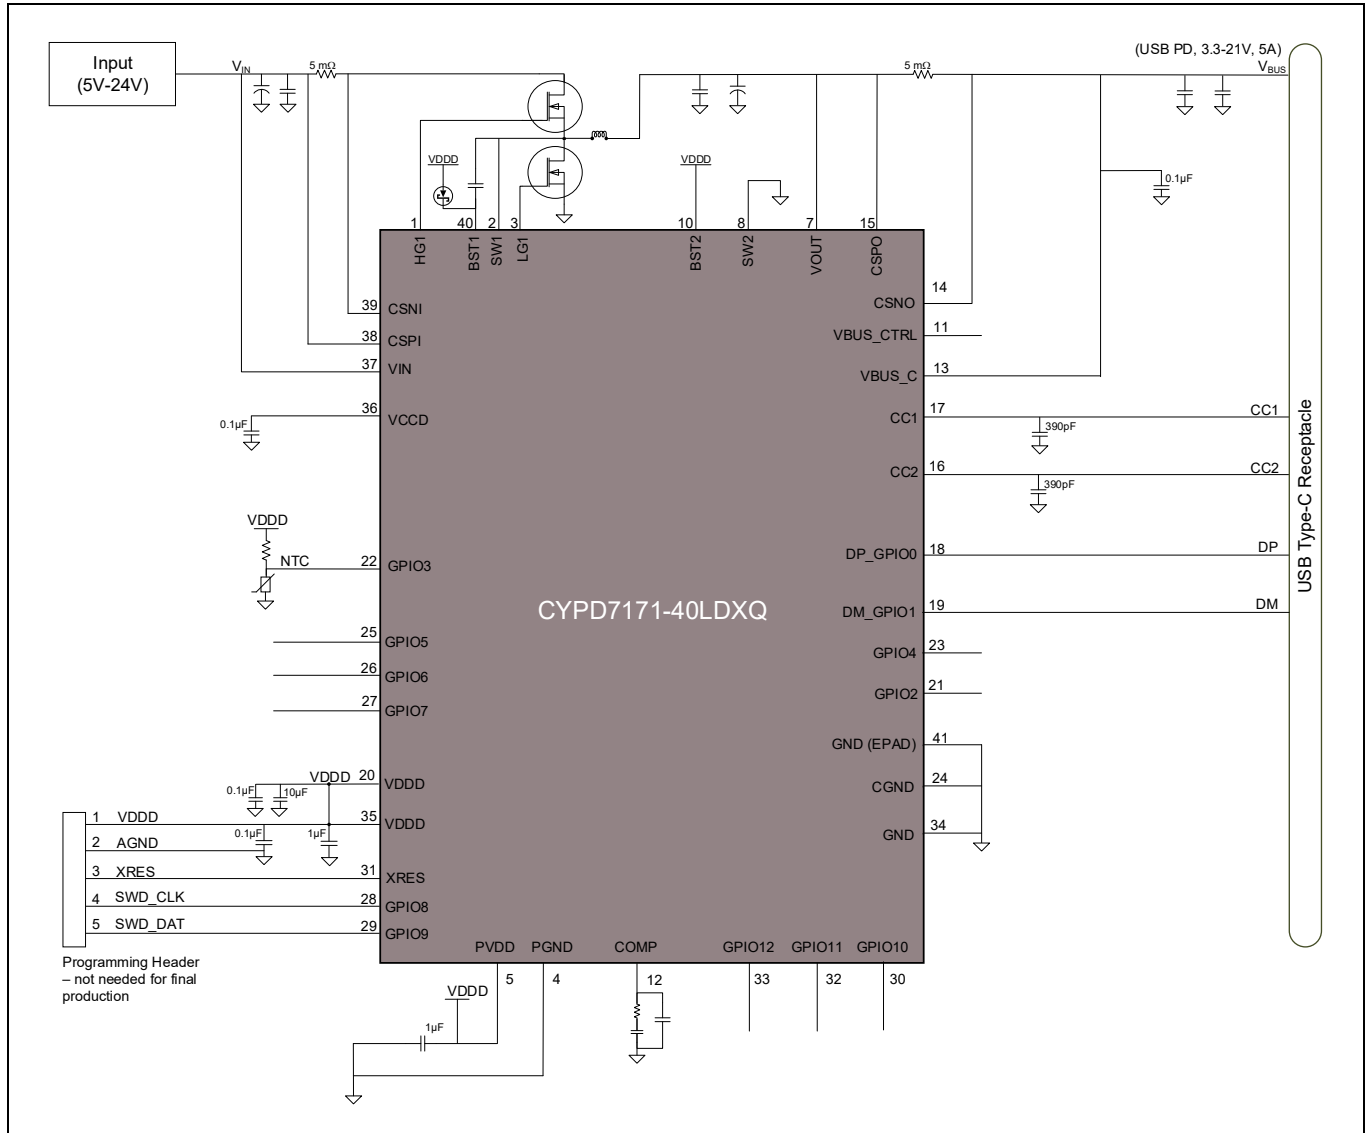 Input
(5V-24V)
VIN
5 mΩ
5 mΩ
(USB PD, 3.3-21V, 5A)
VBUS
VDDD
VDDD
0.1µF
1
40
2
3
10
8
7
15
HG1
BST1
SW1
LG1
BST2
SW2
VOUT
CSPO
39
CSNI
38
CSPI
37
VIN
36
VCCD
0.1µF
14
CSNO
VBUS_CTRL
11
VBUS_C
13
CC1
17
CC1
390pF
CC2
16
CC2
390pF
USB Type-C Receptacle
VDDD
NTC
22
GPIO3
DP_GPIO0
18
DP
CYPD7171-40LDXQ
DM_GPIO1
19
DM
25
GPIO5
26
GPIO6
27
GPIO7
GPIO4
23
GPIO2
21
GND (EPAD)
41
CGND
24
GND
34
VDDD
20
VDDD
0.1µF
10µF
1
VDDD
35
VDDD
0.1µF
1µF
2
AGND
3
XRES
31
XRES
4
SWD_CLK
28
GPIO8
5
SWD_DAT
29
GPIO9
Programming Header
– not needed for final
production
PVDD
PGND
COMP
GPIO12
GPIO11
GPIO10
5
4
12
33
32
30
VDDD
1µF